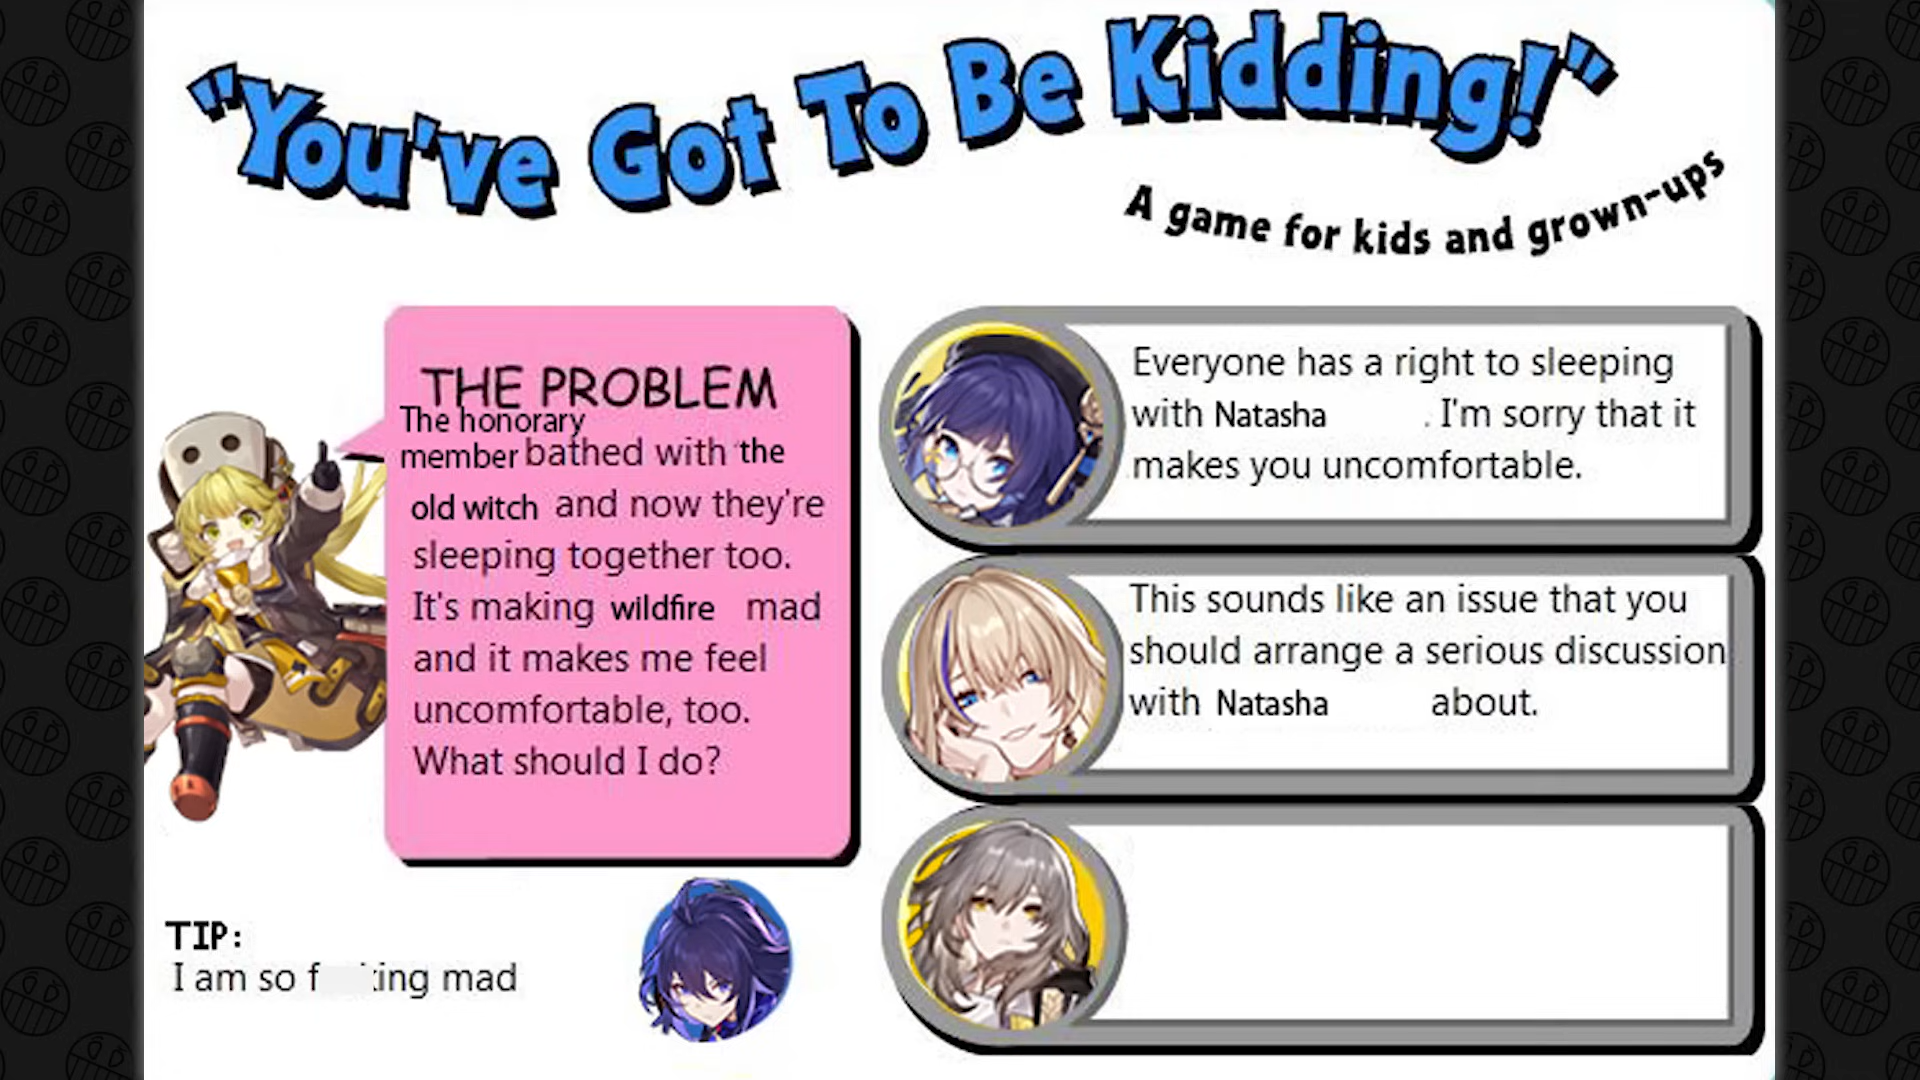 "You've Got To Be Kidding!"
A game for kids and grown-ups
THE PROBLEM
The honorary
member bathed with the
old witch and now they're
sleeping together too.
It's making wildfire mad
and it makes me feel
uncomfortable, too.
What should I do?
Everyone has a right to sleeping
with Natasha . I'm sorry that it
makes you uncomfortable.
This sounds like an issue that you
should arrange a serious discussion
with Natasha about.
TIP:
I am so f king mad